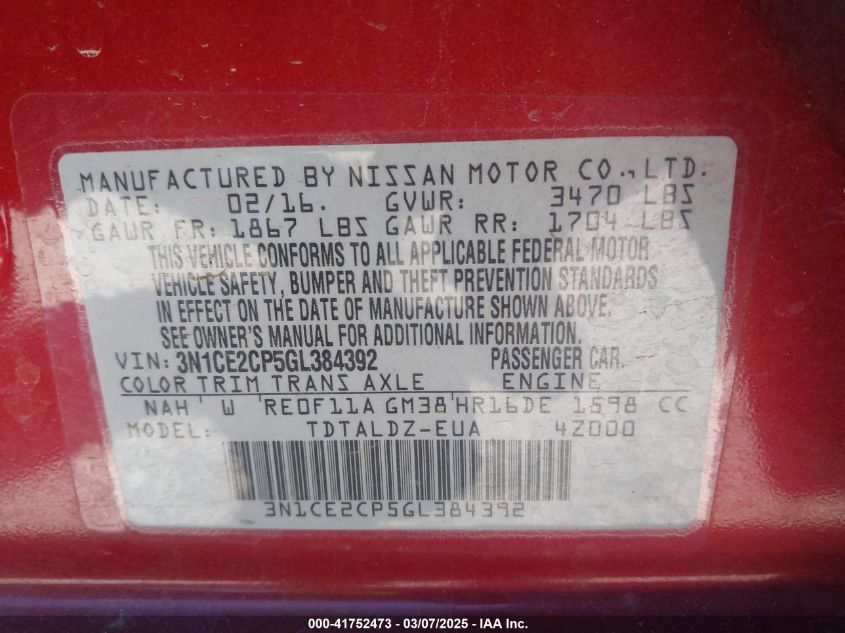 MANUFACTURED BY NISSAN MOTOR CO., LTD.
DATE: 02/16. GVWR: 3470 LBS
GAWR FR: 1867 LBS GAWR RR: 1704 LBS
THIS VEHICLE CONFORMS TO ALL APPLICABLE FEDERAL MOTOR
VEHICLE SAFETY, BUMPER AND THEFT PREVENTION STANDARDS
IN EFFECT ON THE DATE OF MANUFACTURE SHOWN ABOVE.
SEE OWNER'S MANUAL FOR ADDITIONAL INFORMATION.
VIN: 3N1CE2CP5GL384392 PASSENGER CAR.
COLOR TRIM TRANS AXLE ENGINE
NAH W RE0F11A GM38 HR16DE 1598 CC
MODEL: TDTALDZ-EUA 4Z000
3N1CE2CP5GL384392
000-41752473 - 03/07/2025 - IAA Inc.